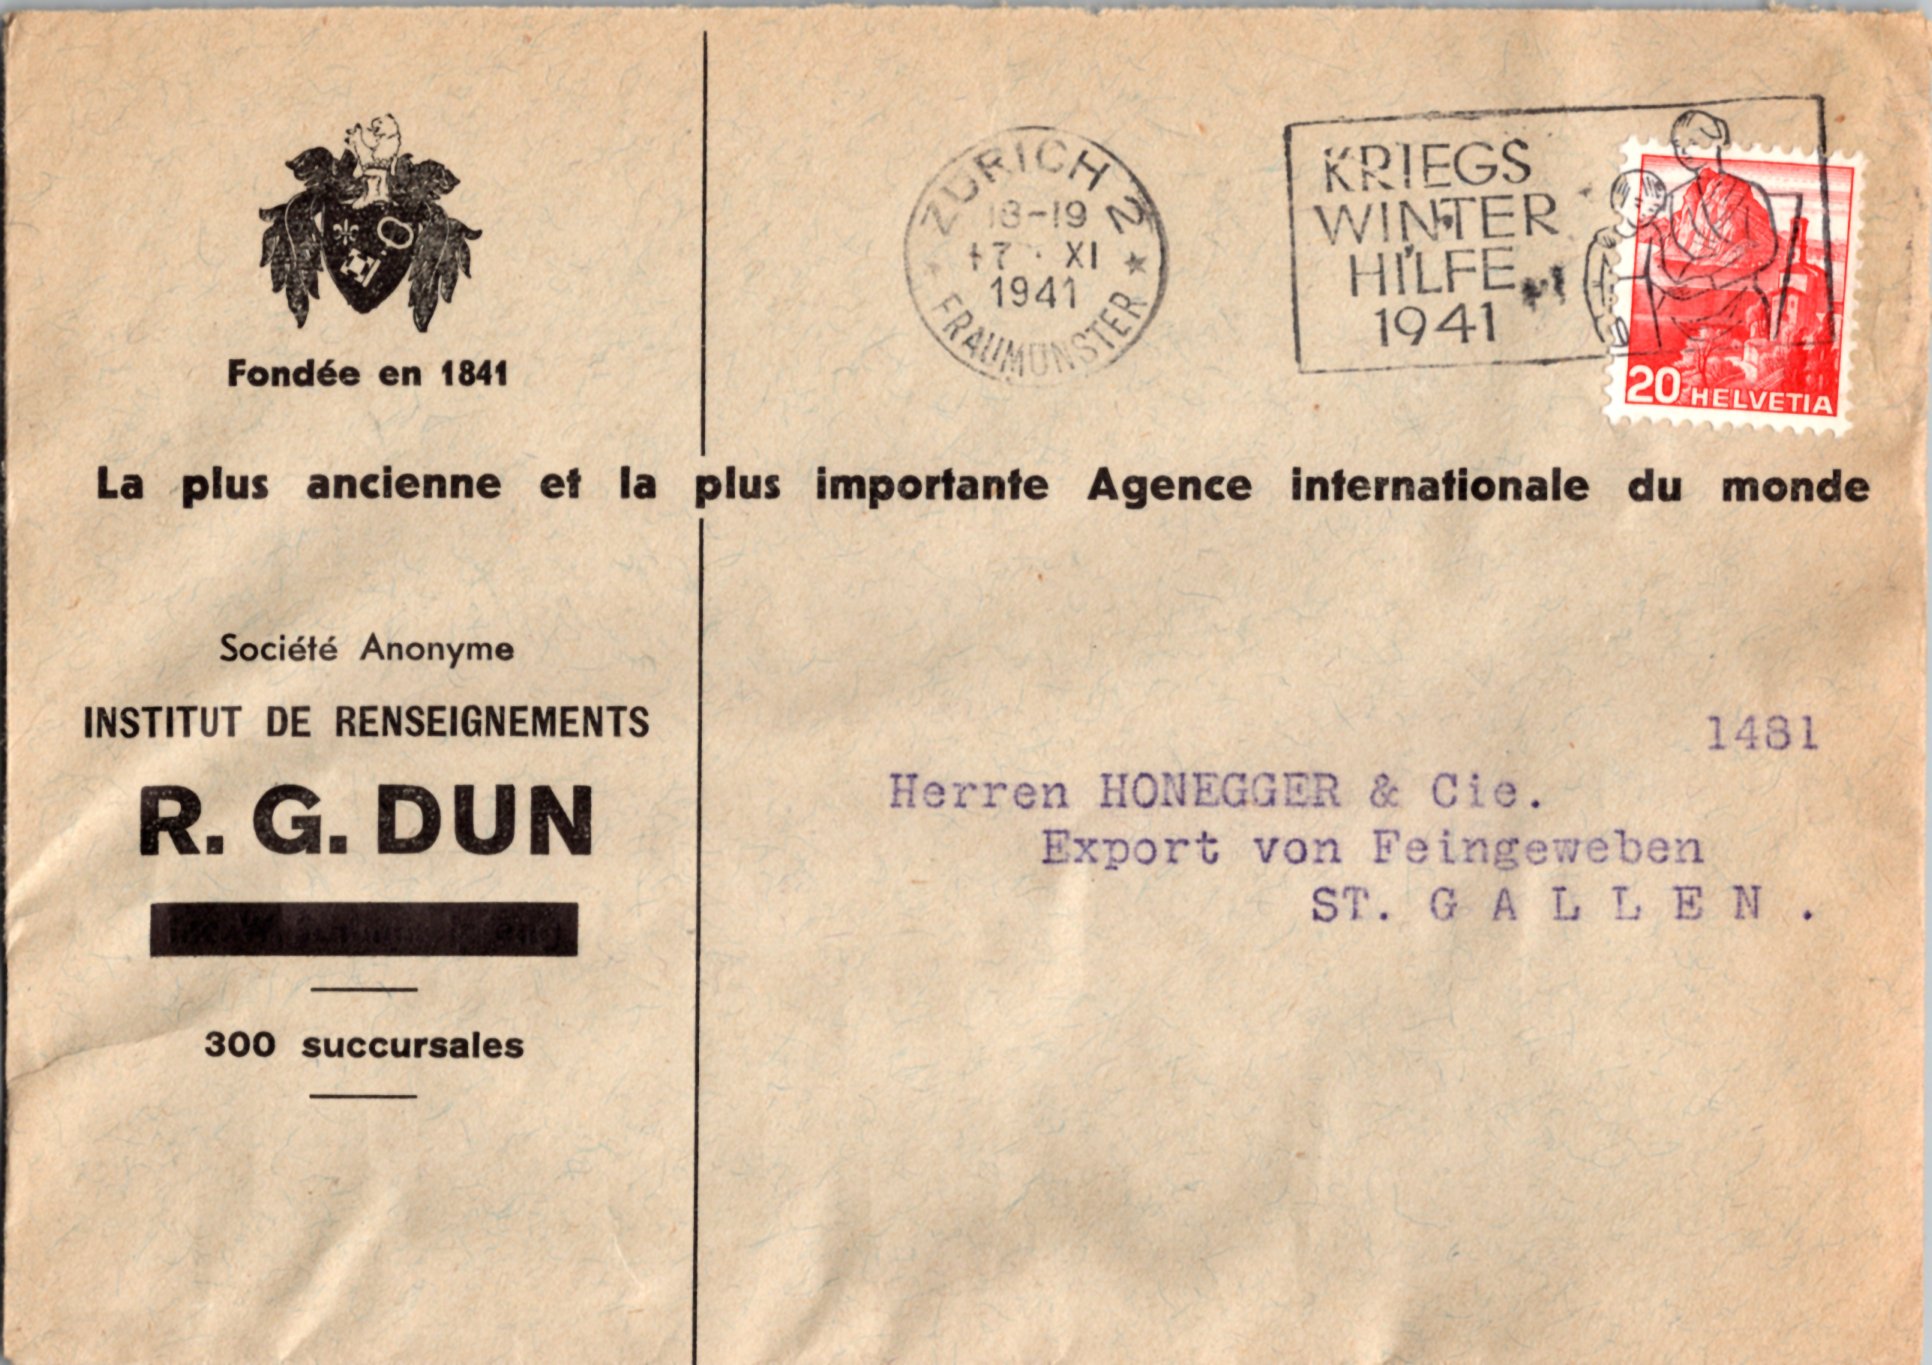 Fondée en 1841
ZÜRICH 2
18-19
17 · XI
1941
FRAUMÜNSTER
KRIEGS
WINTER
HILFE
1941
20 HELVETIA
La plus ancienne et la plus importante Agence internationale du monde
Société Anonyme
INSTITUT DE RENSEIGNEMENTS
R. G. DUN
300 succursales
1481
Herren HONEGGER & Cie.
Export von Feingeweben
ST. G A L L E N .